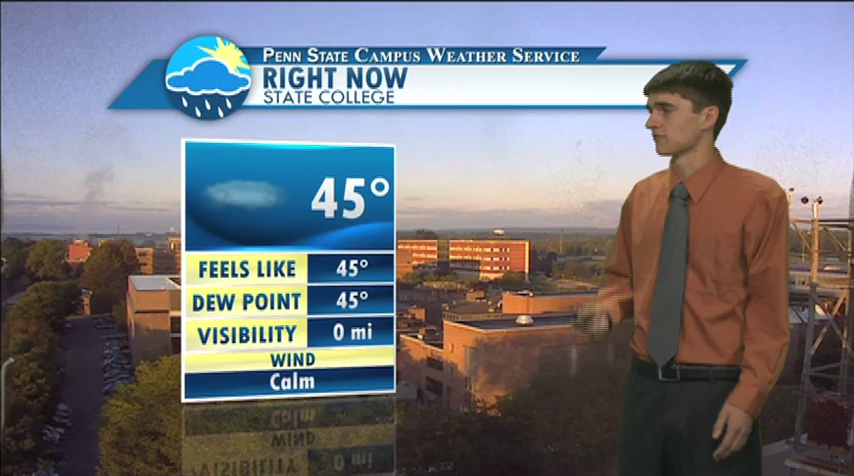 PENN STATE CAMPUS WEATHER SERVICE
RIGHT NOW
STATE COLLEGE
45°
FEELS LIKE 45°
DEW POINT 45°
VISIBILITY 0 mi
WIND
Calm